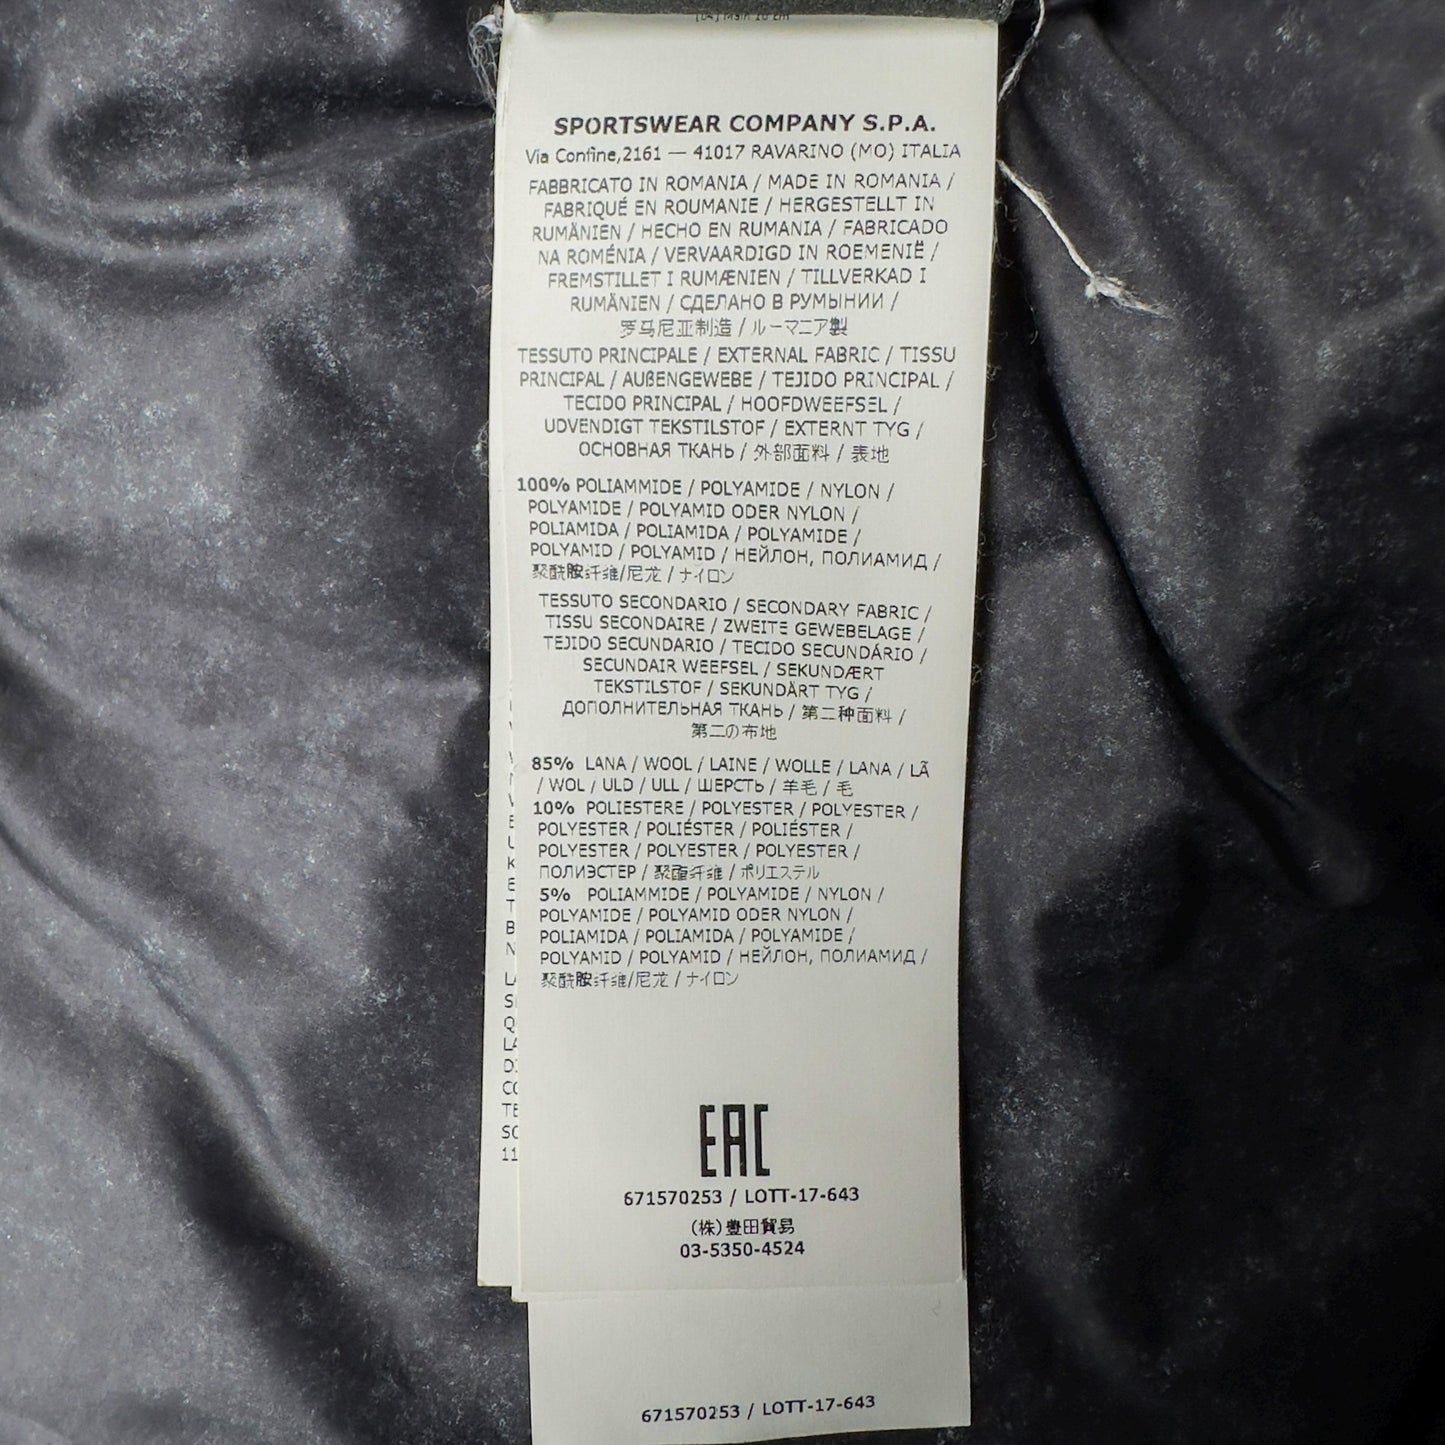 SPORTSWEAR COMPANY S.P.A.
Via Confine,2161 — 41017 RAVARINO (MO) ITALIA
FABBRICATO IN ROMANIA / MADE IN ROMANIA /
FABRIQUÉ EN ROUMANIE / HERGESTELLT IN
RUMÄNIEN / HECHO EN RUMANIA / FABRICADO
NA ROMÉNIA / VERVAARDIGD IN ROEMENIË /
FREMSTILLET I RUMÆNIEN / TILLVERKAD I
RUMÄNIEN / СДЕЛАНО В РУМЫНИИ /
罗马尼亚制造 / ルーマニア製
TESSUTO PRINCIPALE / EXTERNAL FABRIC / TISSU
PRINCIPAL / AUßENGEWEBE / TEJIDO PRINCIPAL /
TECIDO PRINCIPAL / HOOFDWEEFSEL /
UDVENDIGT TEKSTILSTOF / EXTERNT TYG /
ОСНОВНАЯ ТКАНЬ / 外部面料 / 表地
100% POLIAMMIDE / POLYAMIDE / NYLON /
POLYAMIDE / POLYAMID ODER NYLON /
POLIAMIDA / POLIAMIDA / POLYAMIDE /
POLYAMID / POLYAMID / НЕЙЛОН, ПОЛИАМИД /
聚酰胺纤维/尼龙 / ナイロン
TESSUTO SECONDARIO / SECONDARY FABRIC /
TISSU SECONDAIRE / ZWEITE GEWEBELAGE /
TEJIDO SECUNDARIO / TECIDO SECUNDÁRIO /
SECUNDAIR WEEFSEL / SEKUNDÆRT
TEKSTILSTOF / SEKUNDÄRT TYG /
ДОПОЛНИТЕЛЬНАЯ ТКАНЬ / 第二种面料 /
第二の布地
85% LANA / WOOL / LAINE / WOLLE / LANA / LÃ
/ WOL / ULD / ULL / ШЕРСТЬ / 羊毛 / 毛
10% POLIESTERE / POLYESTER / POLYESTER /
POLYESTER / POLIÉSTER / POLIÉSTER /
POLYESTER / POLYESTER / POLYESTER /
ПОЛИЭСТЕР / 聚酯纤维 / ポリエステル
5% POLIAMMIDE / POLYAMIDE / NYLON /
POLYAMIDE / POLYAMID ODER NYLON /
POLIAMIDA / POLIAMIDA / POLYAMIDE /
POLYAMID / POLYAMID / НЕЙЛОН, ПОЛИАМИД /
聚酰胺纤维/尼龙 / ナイロン
EAC
671570253 / LOTT-17-643
(株)豊田貿易
03-5350-4524
671570253 / LOTT-17-643